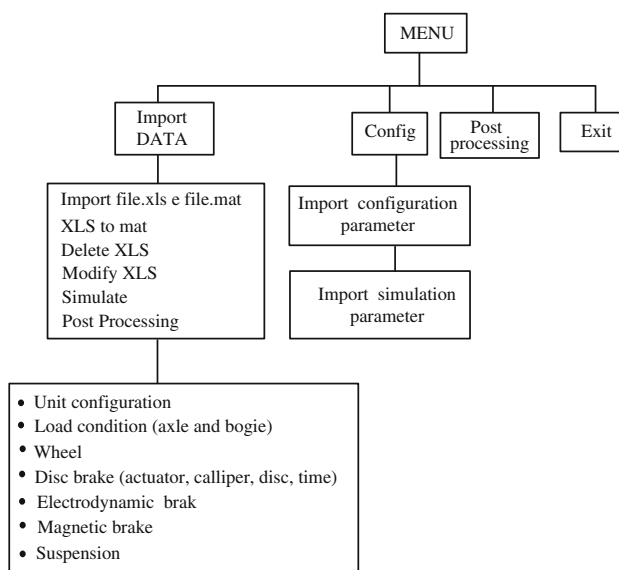 MENU
Import
DATA
Config
Post
processing
Exit
Import file.xls e file.mat
XLS to mat
Delete XLS
Modify XLS
Simulate
Post Processing
Import configuration
parameter
Import simulation
parameter
• Unit configuration
• Load condition (axle and bogie)
• Wheel
• Disc brake (actuator, calliper, disc, time)
• Electrodynamic brak
• Magnetic brake
• Suspension